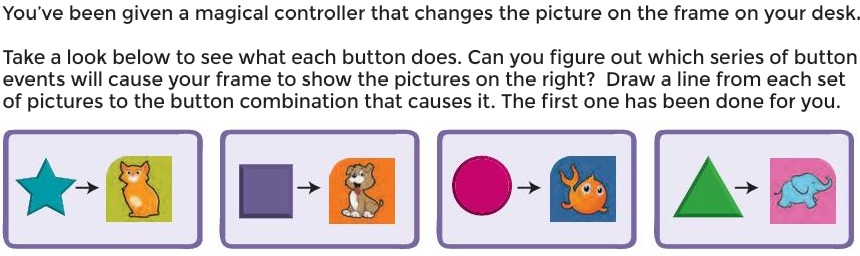 You've been given a magical controller that changes the picture on the frame on your desk.
Take a look below to see what each button does. Can you figure out which series of button
events will cause your frame to show the pictures on the right?  Draw a line from each set
of pictures to the button combination that causes it. The first one has been done for you.